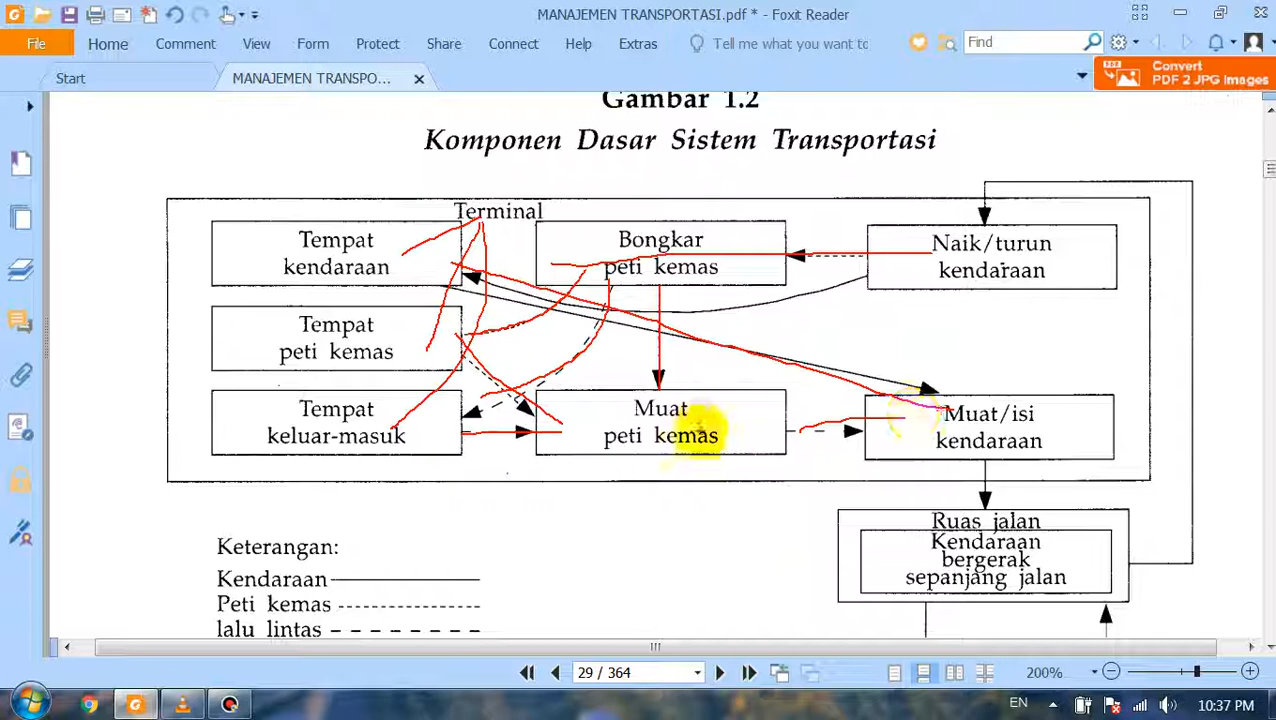 MANAJEMEN TRANSPORTASI.pdf * - Foxit Reader
File Home Comment View Form Protect Share Connect Help Extras Tell me what you want to Find
Start MANAJEMEN TRANSPO...
Convert
PDF 2 JPG Images
Gambar 1.2
Komponen Dasar Sistem Transportasi
Terminal
Tempat
kendaraan
Bongkar
peti kemas
Naik/turun
kendaraan
Tempat
peti kemas
Tempat
keluar-masuk
Muat
peti kemas
Muat/isi
kendaraan
Ruas jalan
Kendaraan
bergerak
sepanjang jalan
Keterangan:
Kendaraan
Peti kemas
lalu lintas
29 / 364
200%
EN
10:37 PM